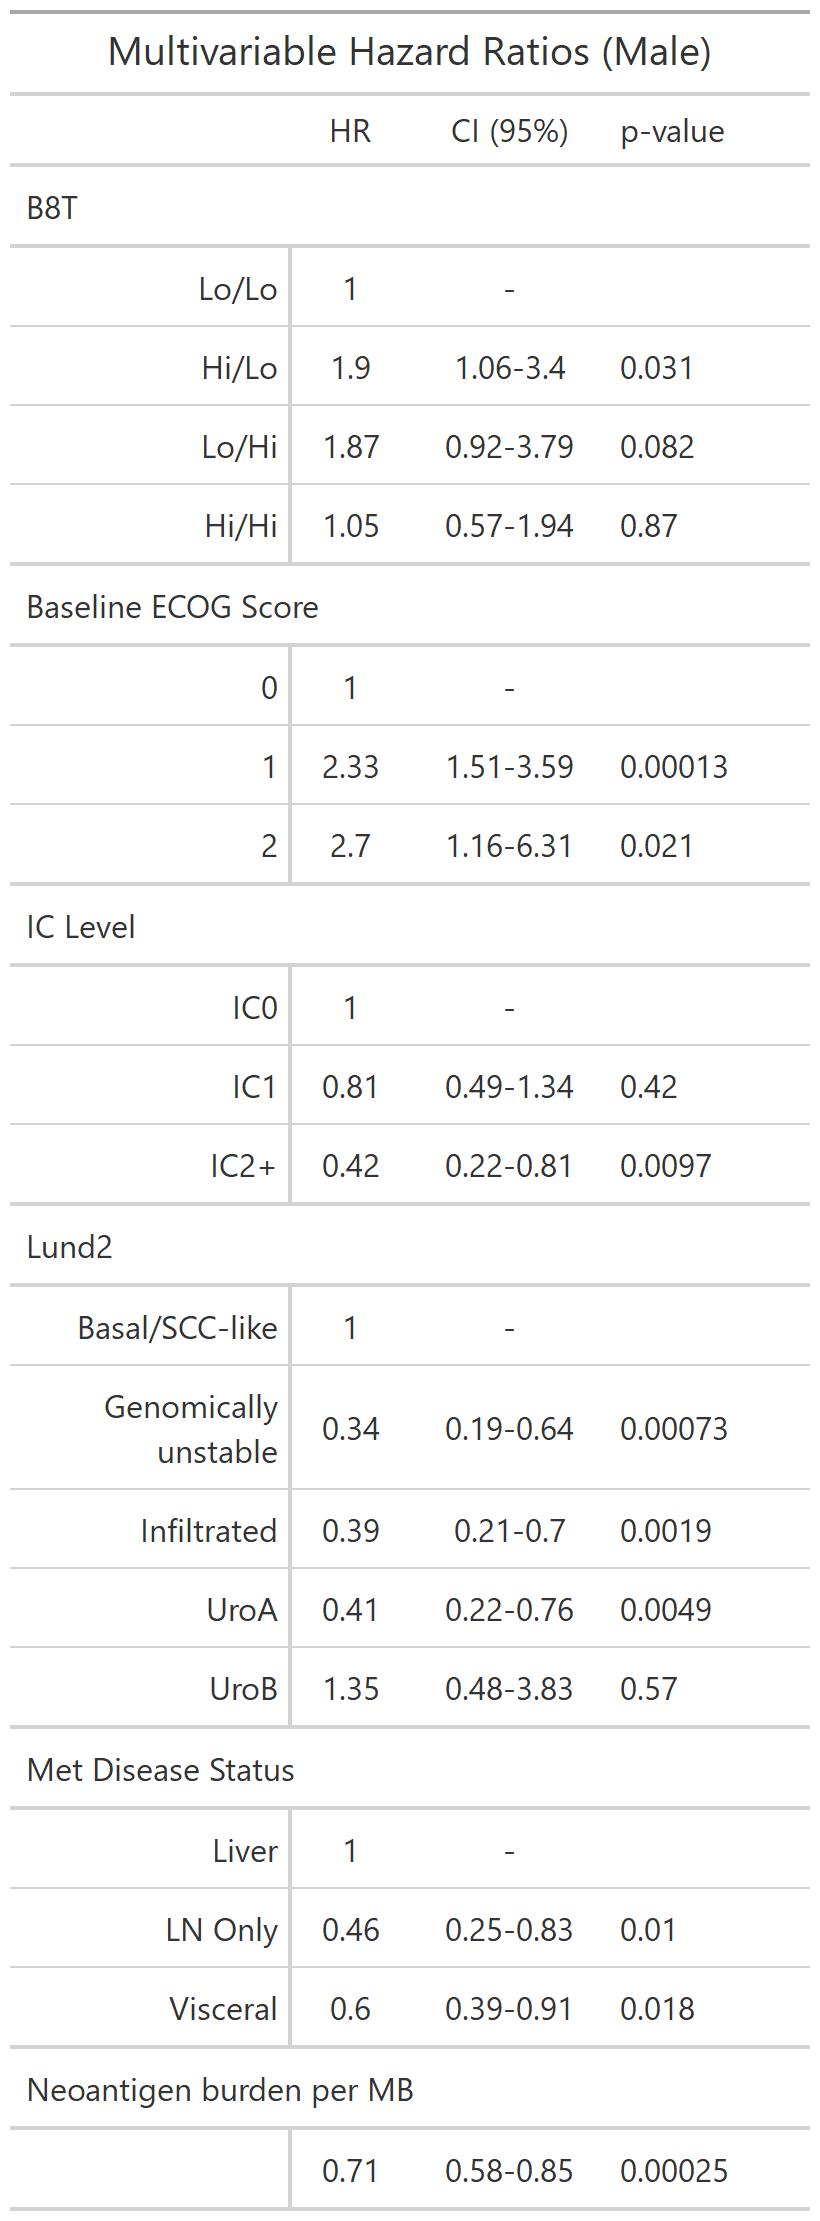 Multivariable Hazard Ratios (Male)
HR CI (95%) p-value
B8T
Lo/Lo 1 -
Hi/Lo 1.9 1.06-3.4 0.031
Lo/Hi 1.87 0.92-3.79 0.082
Hi/Hi 1.05 0.57-1.94 0.87
Baseline ECOG Score
0 1 -
1 2.33 1.51-3.59 0.00013
2 2.7 1.16-6.31 0.021
IC Level
IC0 1 -
IC1 0.81 0.49-1.34 0.42
IC2+ 0.42 0.22-0.81 0.0097
Lund2
Basal/SCC-like 1 -
Genomically
unstable 0.34 0.19-0.64 0.00073
Infiltrated 0.39 0.21-0.7 0.0019
UroA 0.41 0.22-0.76 0.0049
UroB 1.35 0.48-3.83 0.57
Met Disease Status
Liver 1 -
LN Only 0.46 0.25-0.83 0.01
Visceral 0.6 0.39-0.91 0.018
Neoantigen burden per MB
0.71 0.58-0.85 0.00025